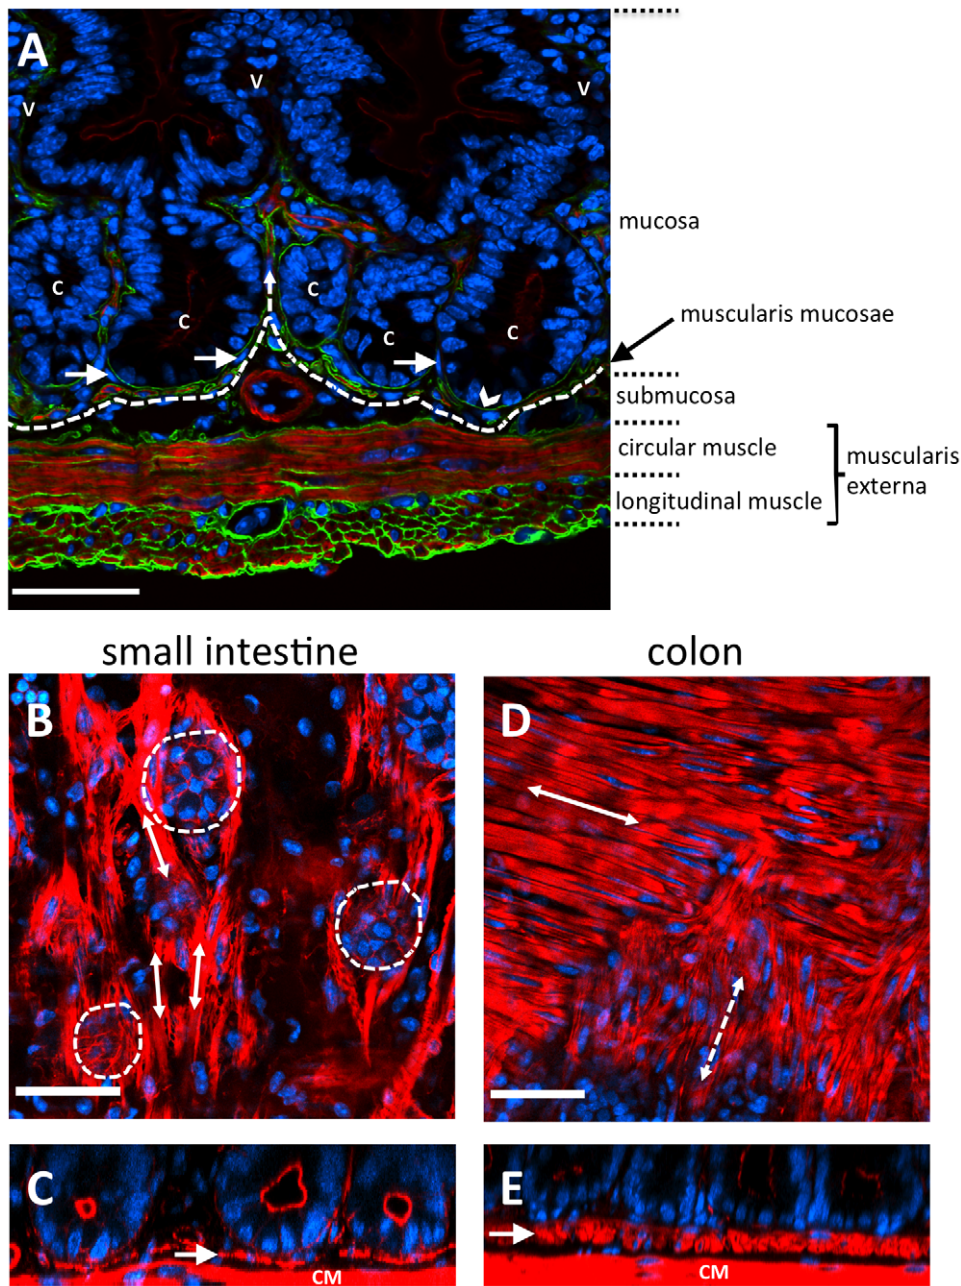 A
V
V
V
mucosa
C
C
C
C
C
muscularis mucosae
submucosa
circular muscle
longitudinal muscle
muscularis
externa
small intestine
colon
B
D
C
CM
E
CM